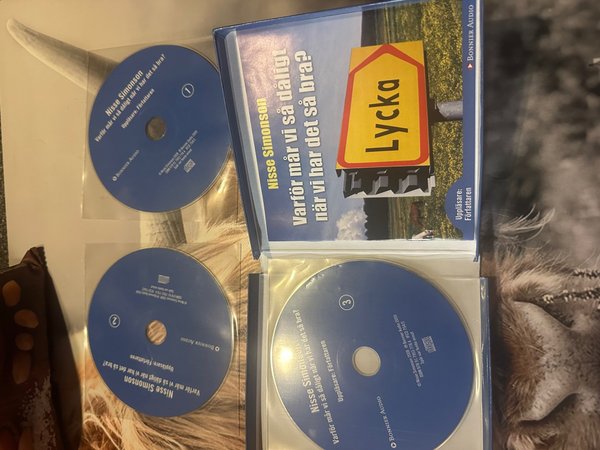 Nisse Simonson
Varför mår vi så dåligt
när vi har det så bra?
Lycka
Uppläsare:
Författaren
BONNIER AUDIO
Nisse Simonson
Varför mår vi så dåligt när vi har det så bra?
Uppläsare: Författaren
1
BONNIER AUDIO
Nisse Simonson
Varför mår vi så dåligt när vi har det så bra?
Uppläsare: Författaren
2
BONNIER AUDIO
Nisse Simonson
Varför mår vi så dåligt när vi har det så bra?
Uppläsare: Författaren
3
BONNIER AUDIO